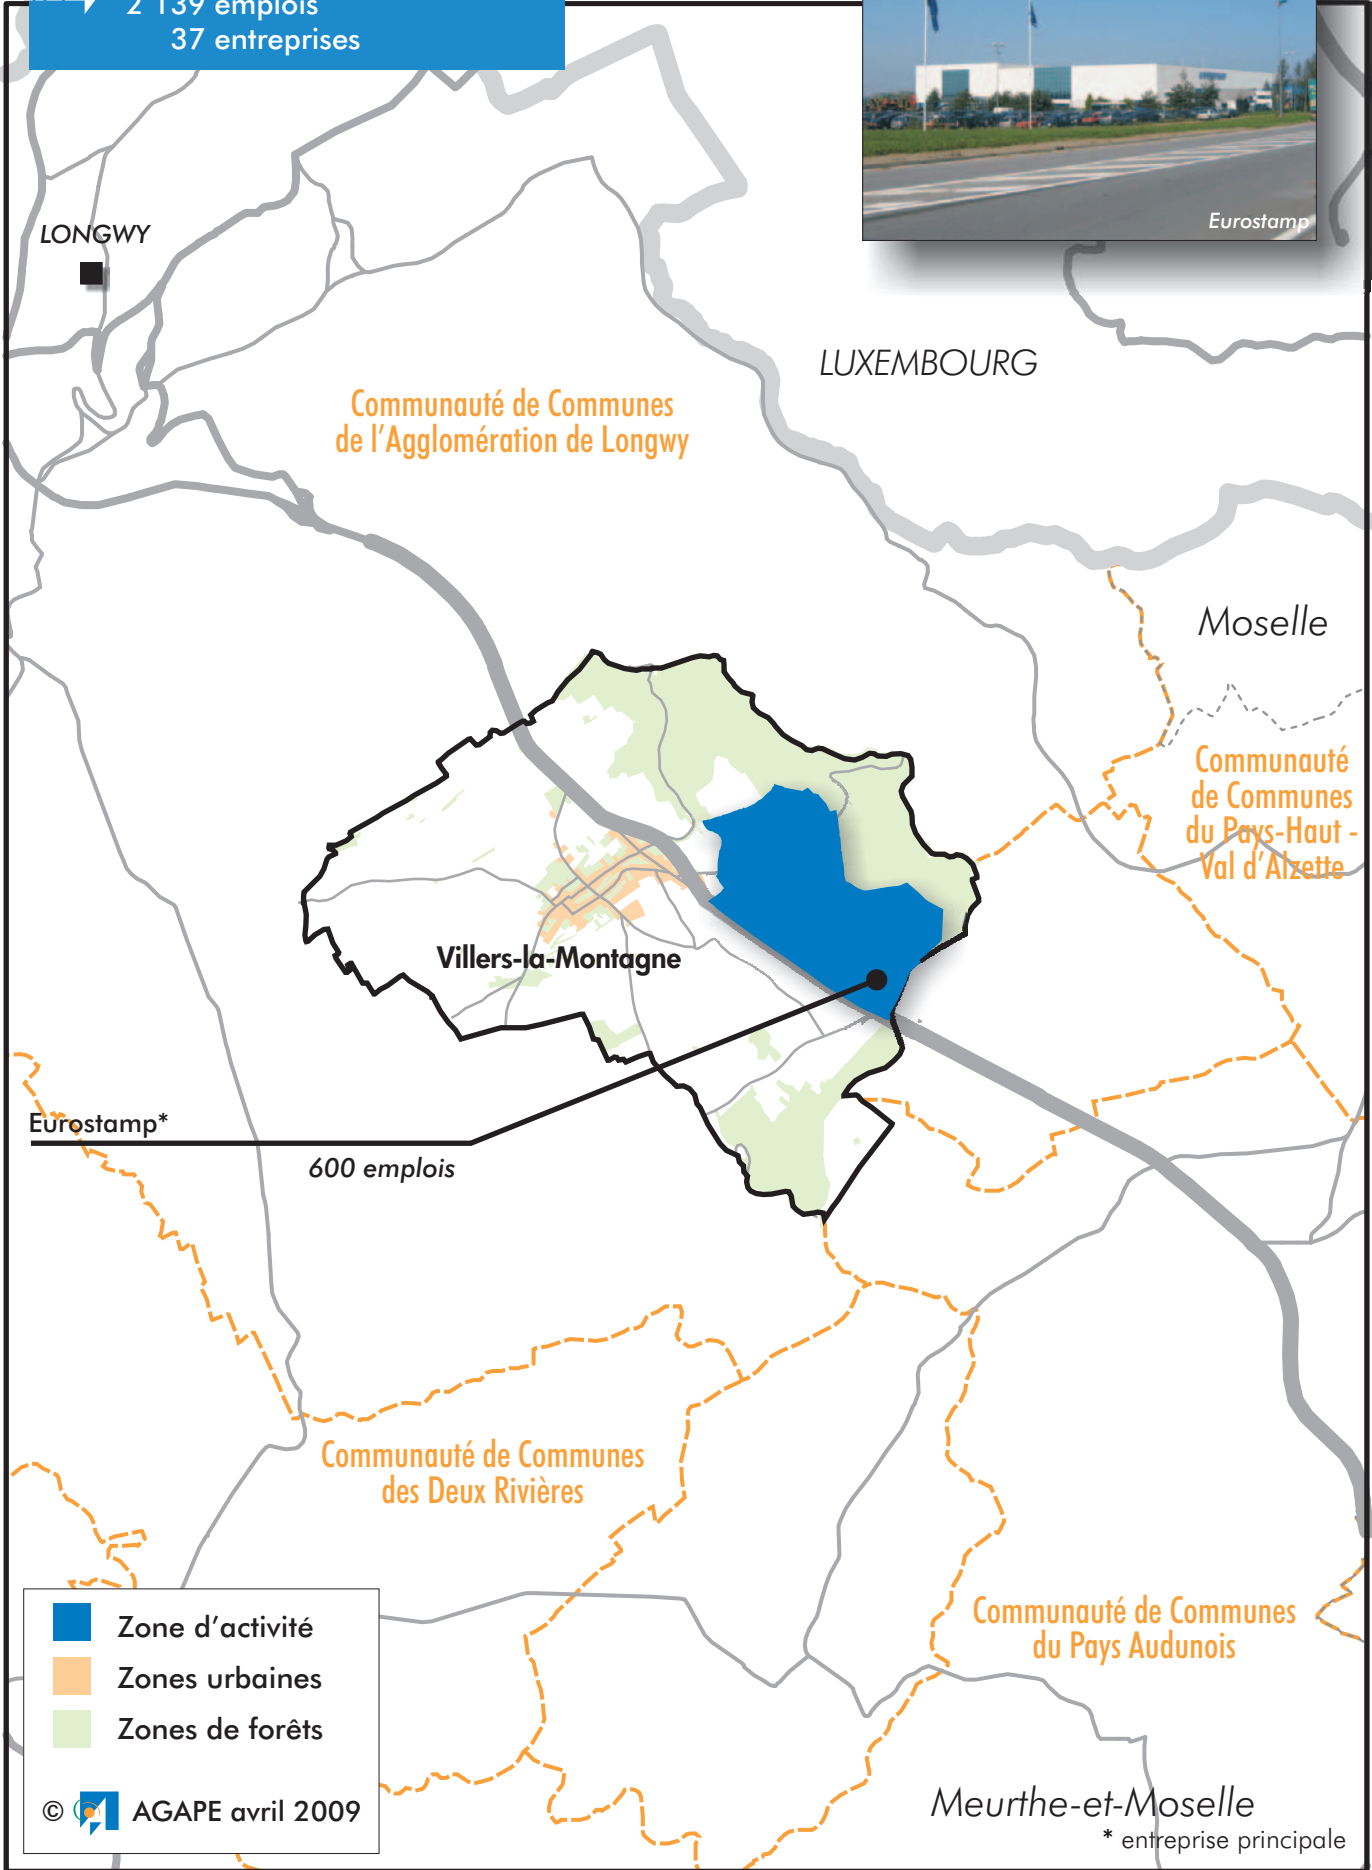 2 139 emplois
37 entreprises
Eurostamp
LONGWY
LUXEMBOURG
Communauté de Communes
de l'Agglomération de Longwy
Moselle
Communauté
de Communes
du Pays-Haut -
Val d'Alzette
Villers-la-Montagne
Eurostamp*
600 emplois
Communauté de Communes
des Deux Rivières
Communauté de Communes
du Pays Audunois
Zone d'activité
Zones urbaines
Zones de forêts
© AGAPE avril 2009
Meurthe-et-Moselle
* entreprise principale